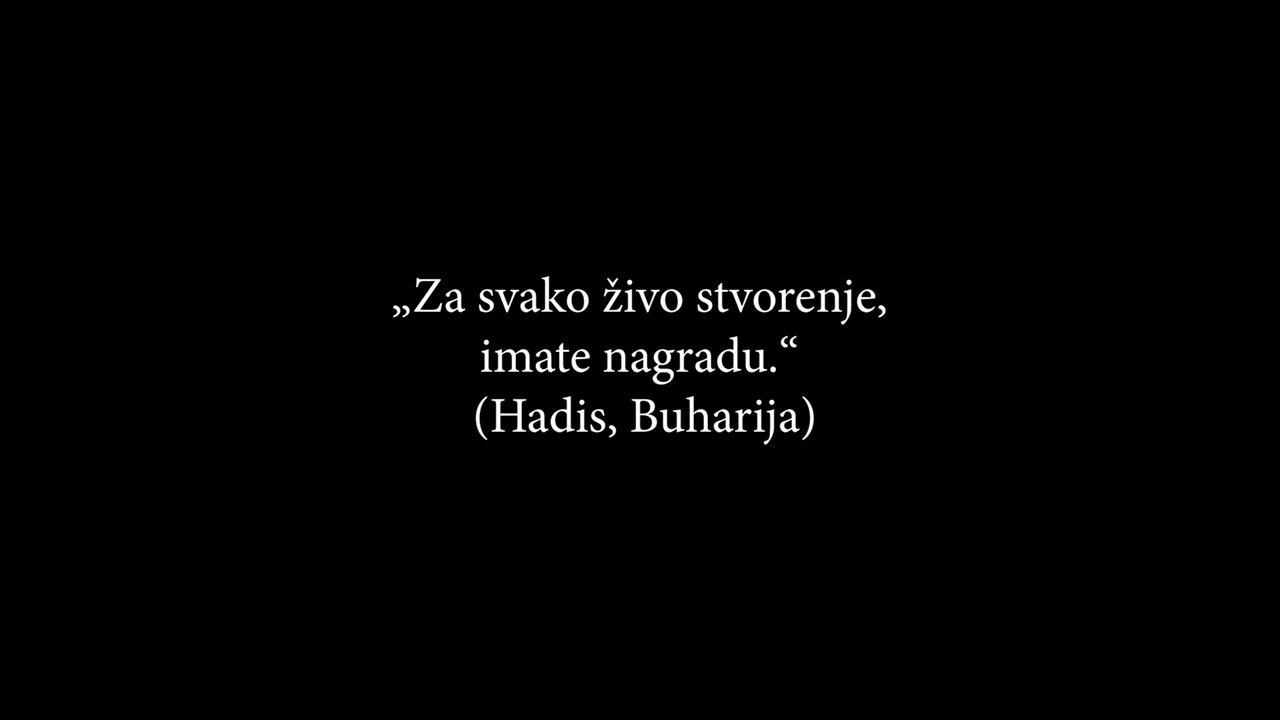 „Za svako živo stvorenje,
imate nagradu.“
(Hadis, Buharija)